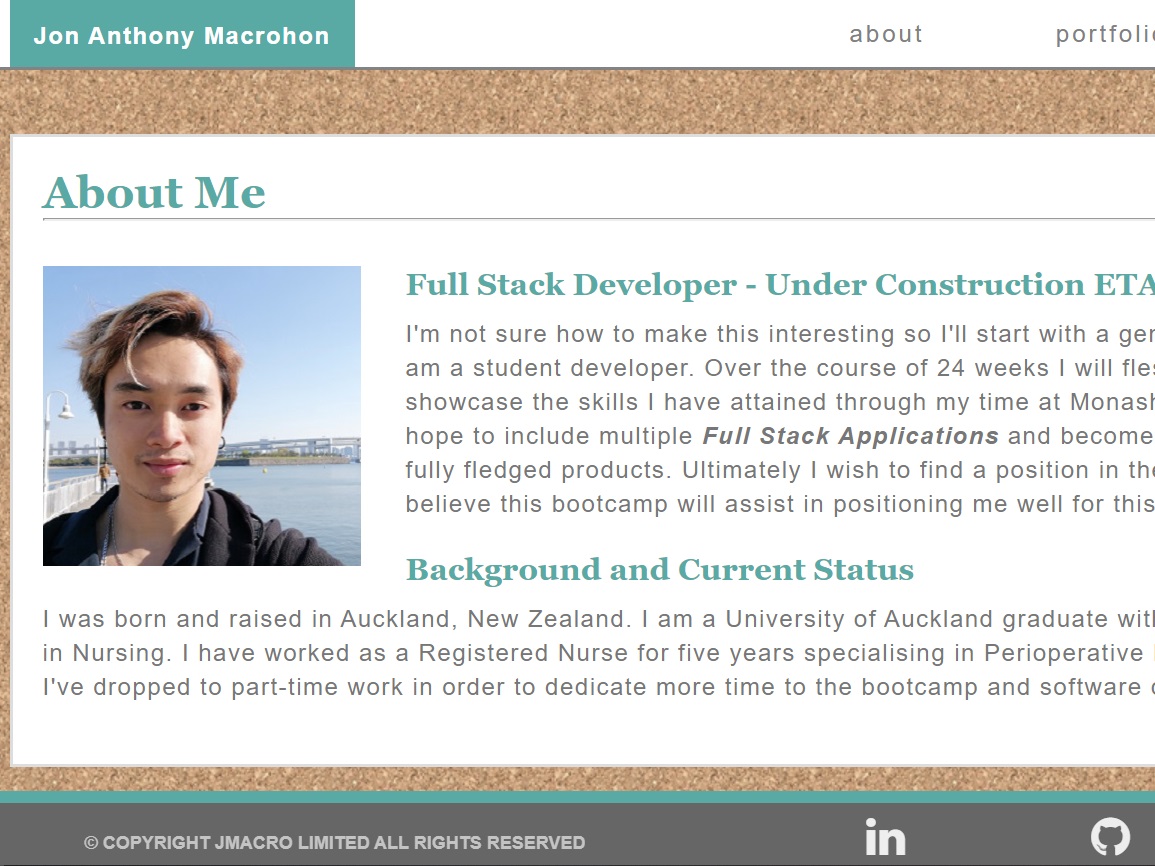 Jon Anthony Macrohon
about
About Me
Full Stack Developer - Under Construction ETA
I'm not sure how to make this interesting so I'll start with a
am a student developer. Over the course of 24 weeks I will
showcase the skills I have attained through my time at Monash
hope to include multiple Full Stack Applications and become
fully fledged products. Ultimately I wish to find a position in the
believe this bootcamp will assist in positioning me well for this
Background and Current Status
I was born and raised in Auckland, New Zealand. I am a University of Auckland graduate with
in Nursing. I have worked as a Registered Nurse for five years specialising in Perioperative
I've dropped to part-time work in order to dedicate more time to the bootcamp and software
© COPYRIGHT JMACRO LIMITED ALL RIGHTS RESERVED
in